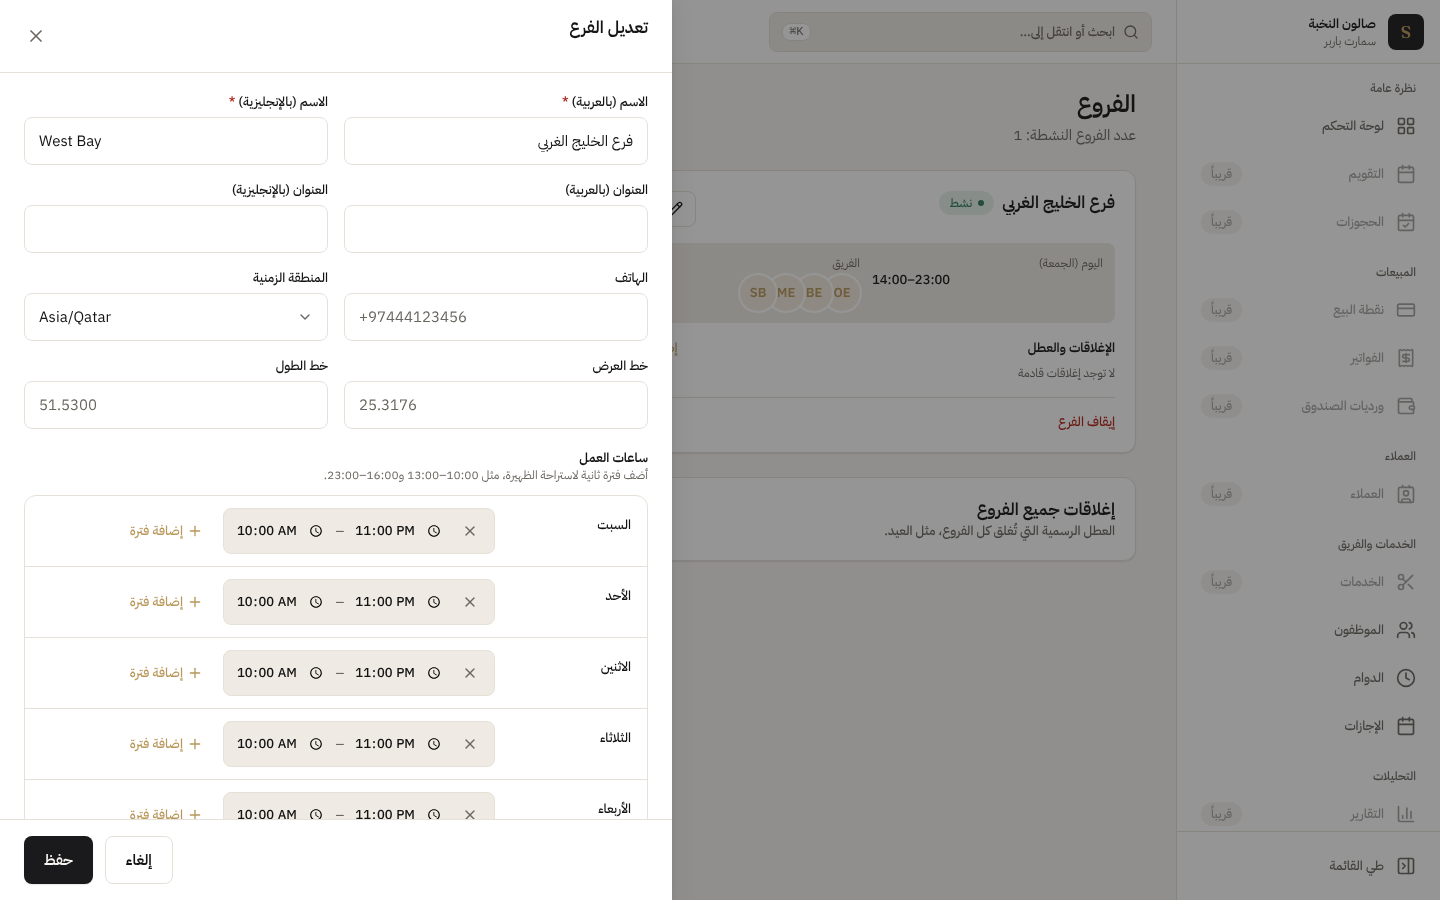 تعديل الفرع
الاسم (بالعربية) *
الاسم (بالإنجليزية) *
فرع الخليج الغربي
West Bay
العنوان (بالعربية)
العنوان (بالإنجليزية)
الهاتف
المنطقة الزمنية
+97444123456
Asia/Qatar
خط العرض
خط الطول
25.3176
51.5300
ساعات العمل
أضف فترة ثانية لاستراحة الظهيرة، مثل 10:00–13:00 و16:00–23:00.
السبت
10:00 AM – 11:00 PM
إضافة فترة
الأحد
10:00 AM – 11:00 PM
إضافة فترة
الاثنين
10:00 AM – 11:00 PM
إضافة فترة
الثلاثاء
10:00 AM – 11:00 PM
إضافة فترة
الأربعاء
10:00 AM – 11:00 PM
إضافة فترة
إلغاء
حفظ
S
صالون النخبة
سمارت باربر
ابحث أو انتقل إلى...
⌘K
نظرة عامة
لوحة التحكم
التقويم
قريباً
الحجوزات
قريباً
المبيعات
نقطة البيع
قريباً
الفواتير
قريباً
ورديات الصندوق
قريباً
العملاء
العملاء
قريباً
الخدمات والفريق
الخدمات
قريباً
الموظفون
الدوام
الإجازات
التحليلات
التقارير
قريباً
طي القائمة
الفروع
عدد الفروع النشطة: 1
فرع الخليج الغربي
نشط
اليوم (الجمعة)
14:00–23:00
الفريق
SB ME BE OE
الإغلاقات والعطل
لا توجد إغلاقات قادمة
إيقاف الفرع
إغلاقات جميع الفروع
العطل الرسمية التي تُغلق كل الفروع، مثل العيد.